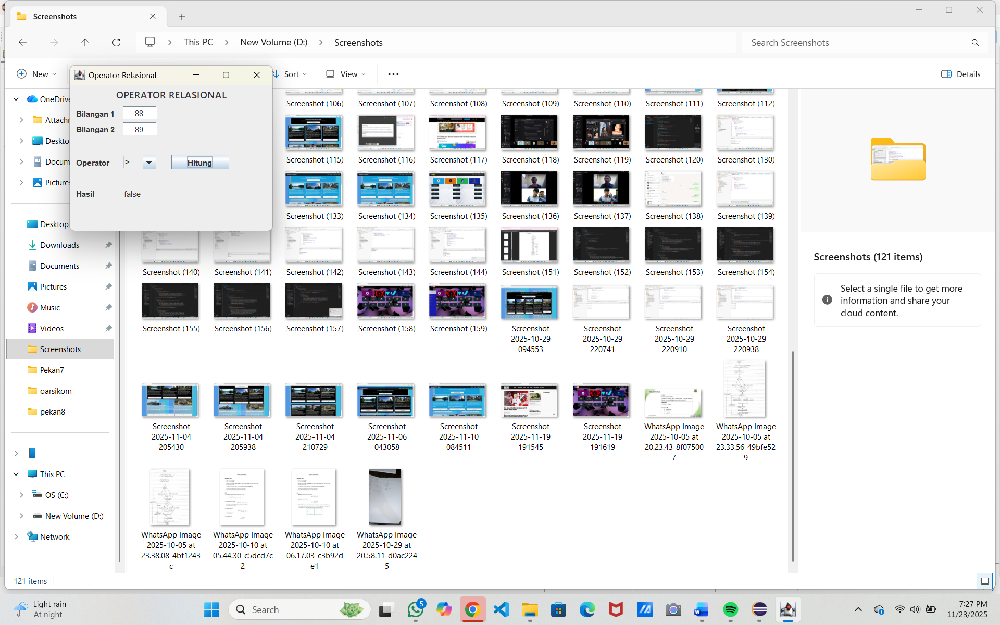 Screenshots
This PC
New Volume (D:)
Screenshots
Search Screenshots
New
Sort
View
Details
Operator Relasional
OPERATOR RELASIONAL
Bilangan 1
88
Bilangan 2
89
Operator
>
Hitung
Hasil
false
OneDrive
Desktop
Downloads
Documents
Pictures
Music
Videos
Screenshots
Pekan7
oarsikom
pekan8
This PC
OS (C:)
New Volume (D:)
Network
Screenshot (106)
Screenshot (107)
Screenshot (108)
Screenshot (109)
Screenshot (110)
Screenshot (111)
Screenshot (112)
Screenshot (115)
Screenshot (116)
Screenshot (117)
Screenshot (118)
Screenshot (119)
Screenshot (120)
Screenshot (130)
Screenshot (133)
Screenshot (134)
Screenshot (135)
Screenshot (136)
Screenshot (137)
Screenshot (138)
Screenshot (139)
Screenshot (140)
Screenshot (141)
Screenshot (142)
Screenshot (143)
Screenshot (144)
Screenshot (151)
Screenshot (152)
Screenshot (153)
Screenshot (154)
Screenshot (155)
Screenshot (156)
Screenshot (157)
Screenshot (158)
Screenshot (159)
Screenshot
2025-10-29
094553
Screenshot
2025-10-29
220741
Screenshot
2025-10-29
220910
Screenshot
2025-10-29
220938
Screenshot
2025-11-04
205430
Screenshot
2025-11-04
205938
Screenshot
2025-11-04
210729
Screenshot
2025-11-06
043058
Screenshot
2025-11-10
084511
Screenshot
2025-11-19
191545
Screenshot
2025-11-19
191619
WhatsApp Image
2025-10-05 at
20.23.43_8f07500
7
WhatsApp Image
2025-10-05 at
23.33.56_49bfe52
9
WhatsApp Image
2025-10-05 at
23.38.08_4bf1243
c
WhatsApp Image
2025-10-10 at
05.44.30_c5dcd7c
2
WhatsApp Image
2025-10-10 at
06.17.03_c3b92d
e1
WhatsApp Image
2025-10-29 at
20.58.11_d0ac224
5
Screenshots (121 items)
Select a single file to get more
information and share your
cloud content.
121 items
Light rain
At night
Search
5
7:27 PM
11/23/2025